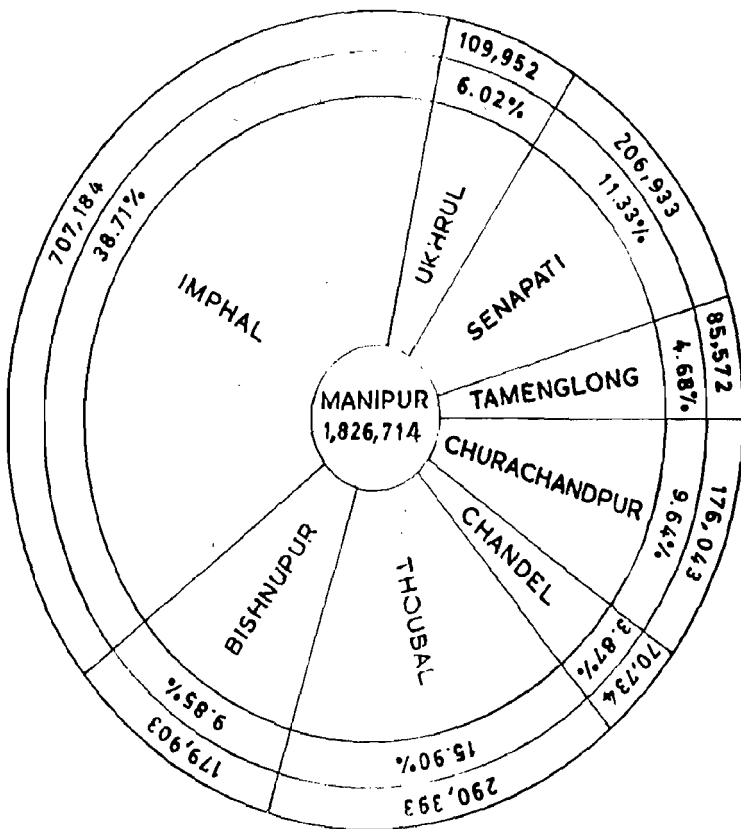 109,952
6.02%
UKHRUL
206,933
11.33%
SENAPATI
85,572
4.68%
TAMENGLONG
176,043
9.64%
CHURACHANDPUR
70,734
3.87%
CHANDEL
290,393
15.90%
THOUBAL
179,903
9.85%
BISHNUPUR
707,184
38.71%
IMPHAL
MANIPUR
1,826,714